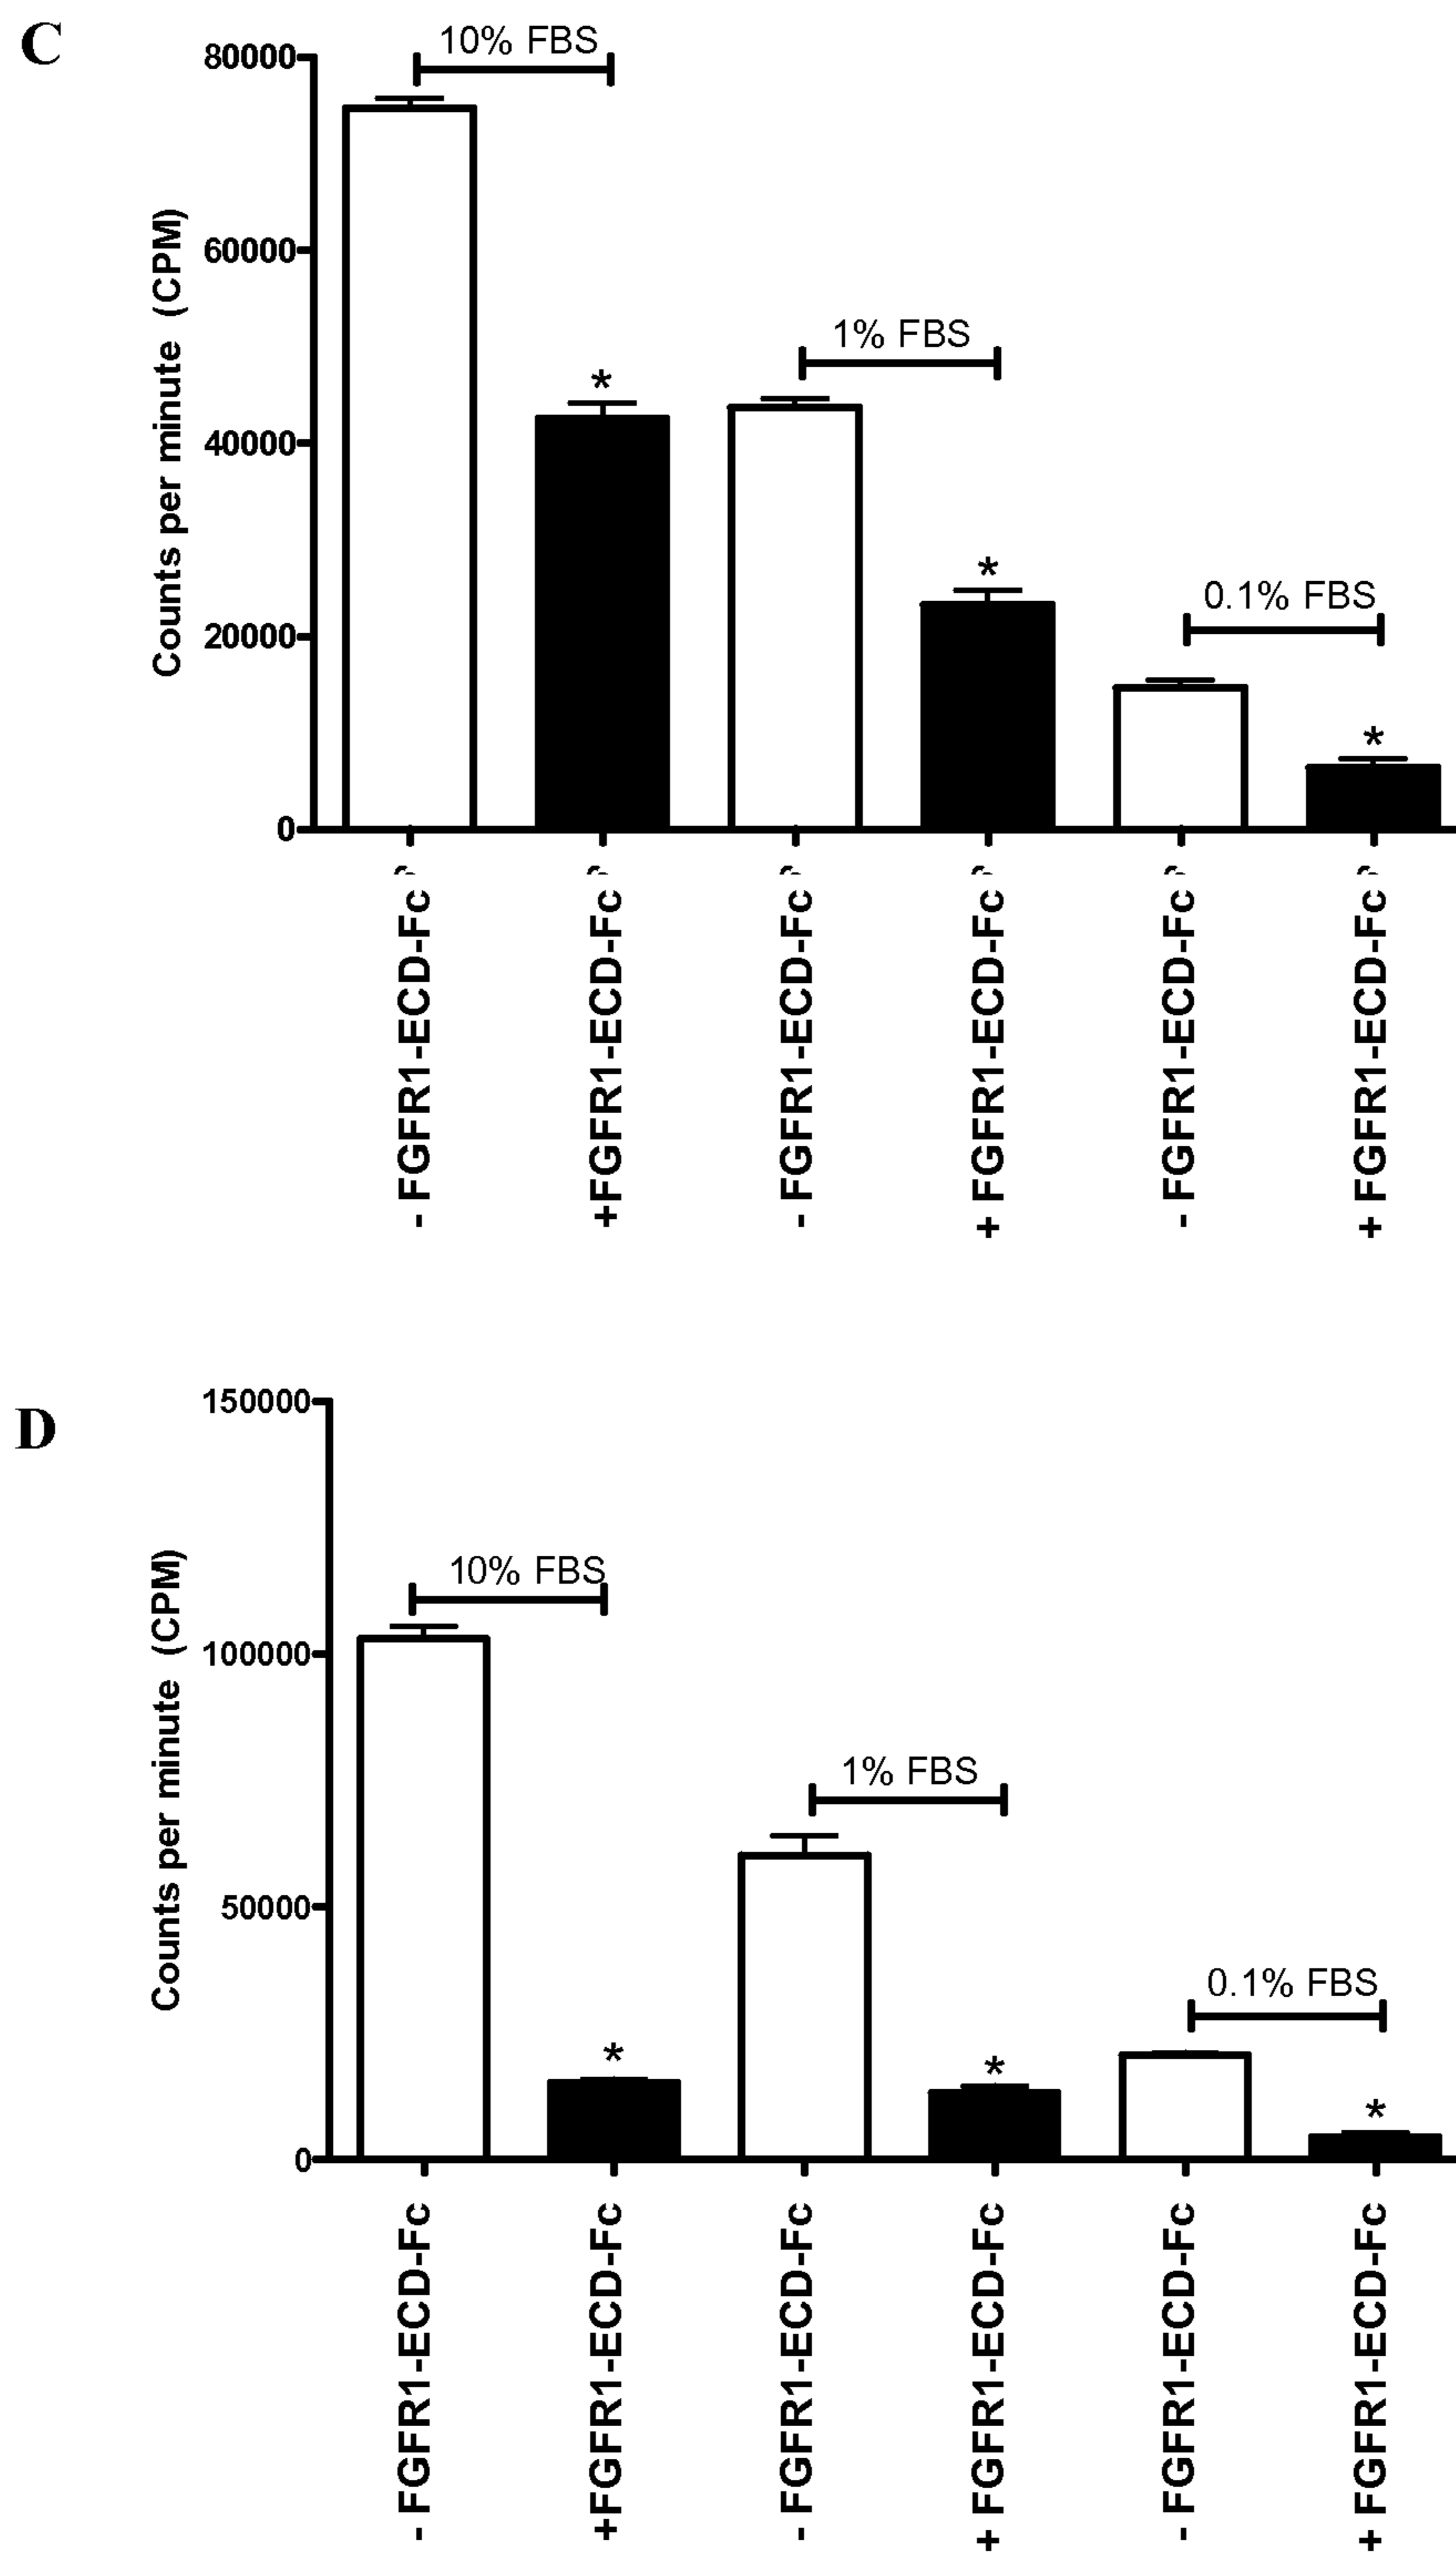 C
80000
60000
40000
20000
0
Counts per minute (CPM)
10% FBS
*
1% FBS
*
0.1% FBS
*
- FGFR1-ECD-Fc
+FGFR1-ECD-Fc
- FGFR1-ECD-Fc
+ FGFR1-ECD-Fc
- FGFR1-ECD-Fc
+ FGFR1-ECD-Fc
D
150000
100000
50000
0
Counts per minute (CPM)
10% FBS
*
1% FBS
*
0.1% FBS
*
- FGFR1-ECD-Fc
+FGFR1-ECD-Fc
- FGFR1-ECD-Fc
+ FGFR1-ECD-Fc
- FGFR1-ECD-Fc
+ FGFR1-ECD-Fc